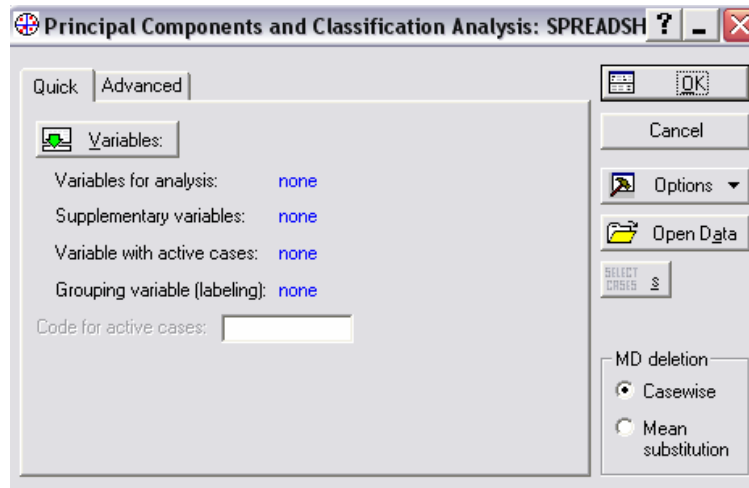 Principal Components and Classification Analysis: SPREADSH
Quick
Advanced
Variables:
Variables for analysis: none
Supplementary variables: none
Variable with active cases: none
Grouping variable (labeling): none
Code for active cases:
OK
Cancel
Options
Open Data
SELECT
CASES S
MD deletion
Casewise
Mean
substitution